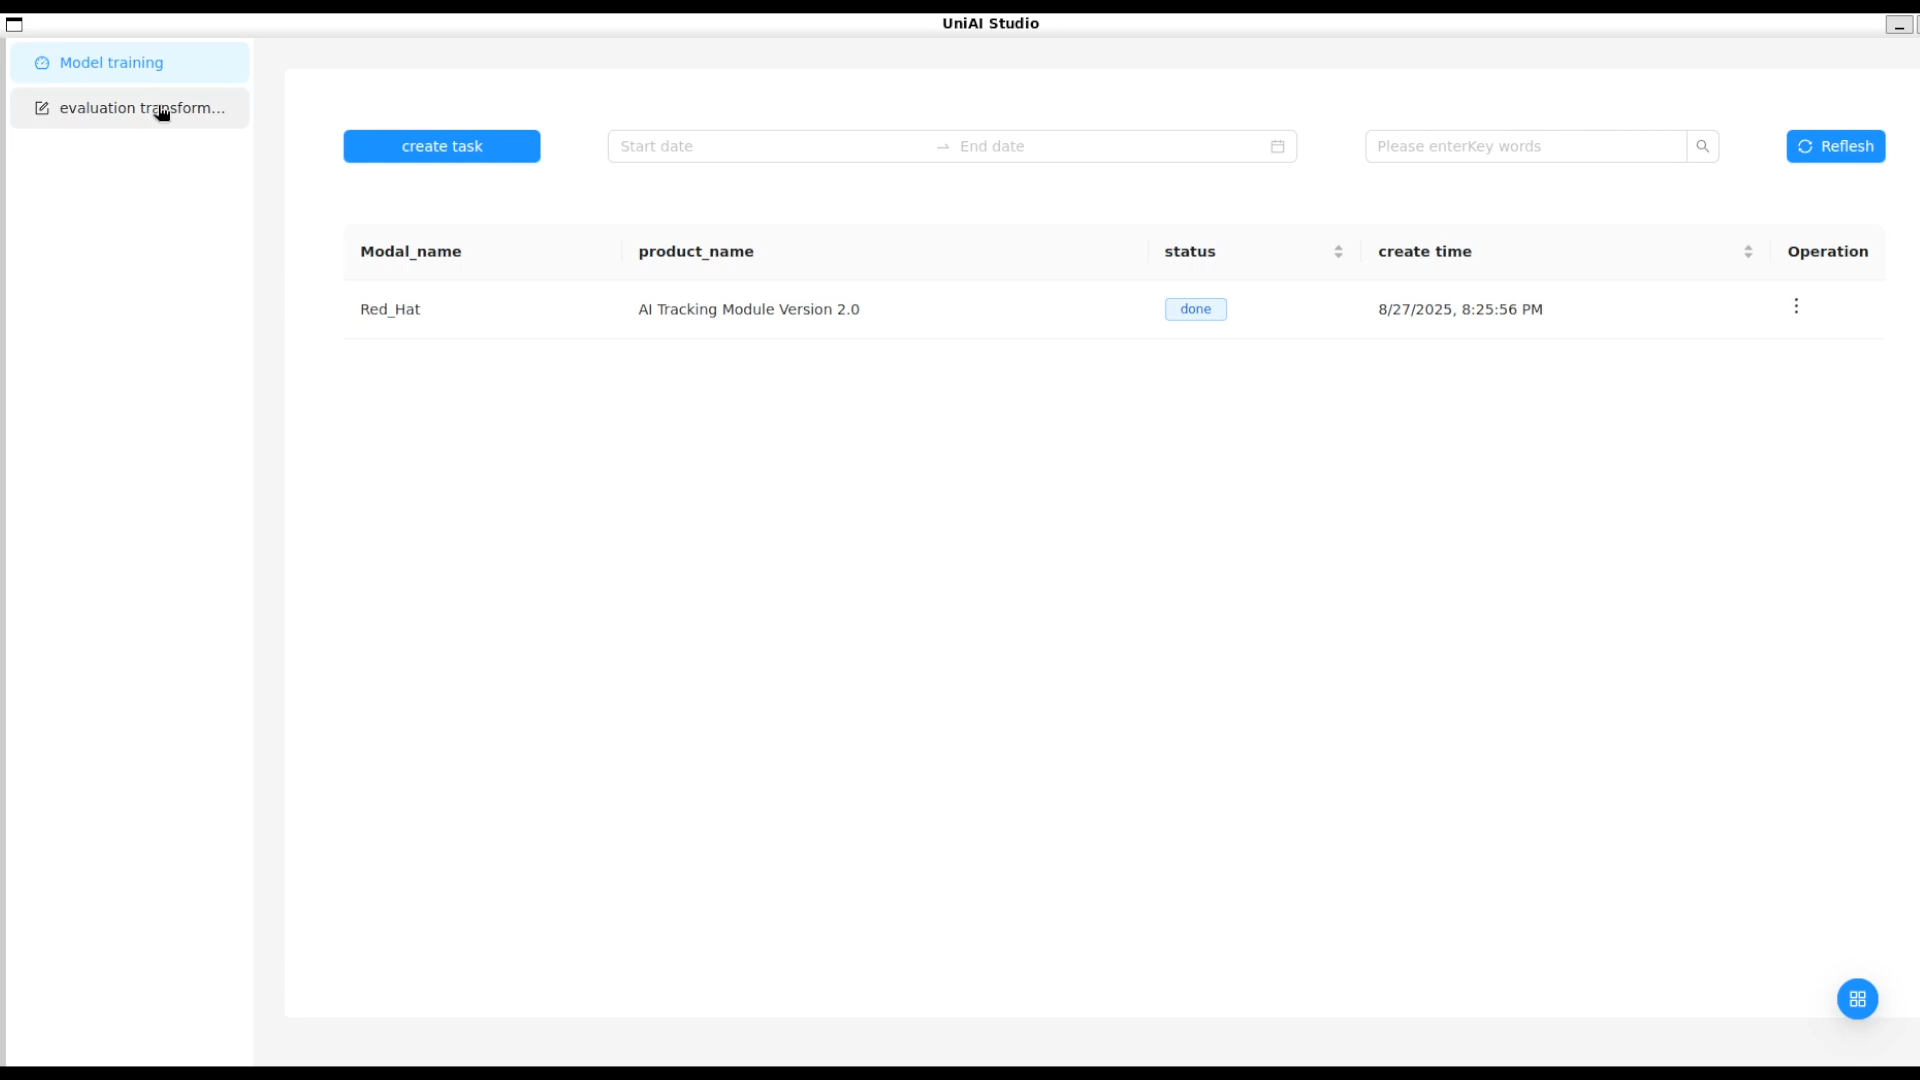 UniAI Studio
Model training
evaluation transform...
create task
Start date
End date
Please enterKey words
Reflesh
Modal_name product_name status create time Operation
Red_Hat AI Tracking Module Version 2.0 done 8/27/2025, 8:25:56 PM